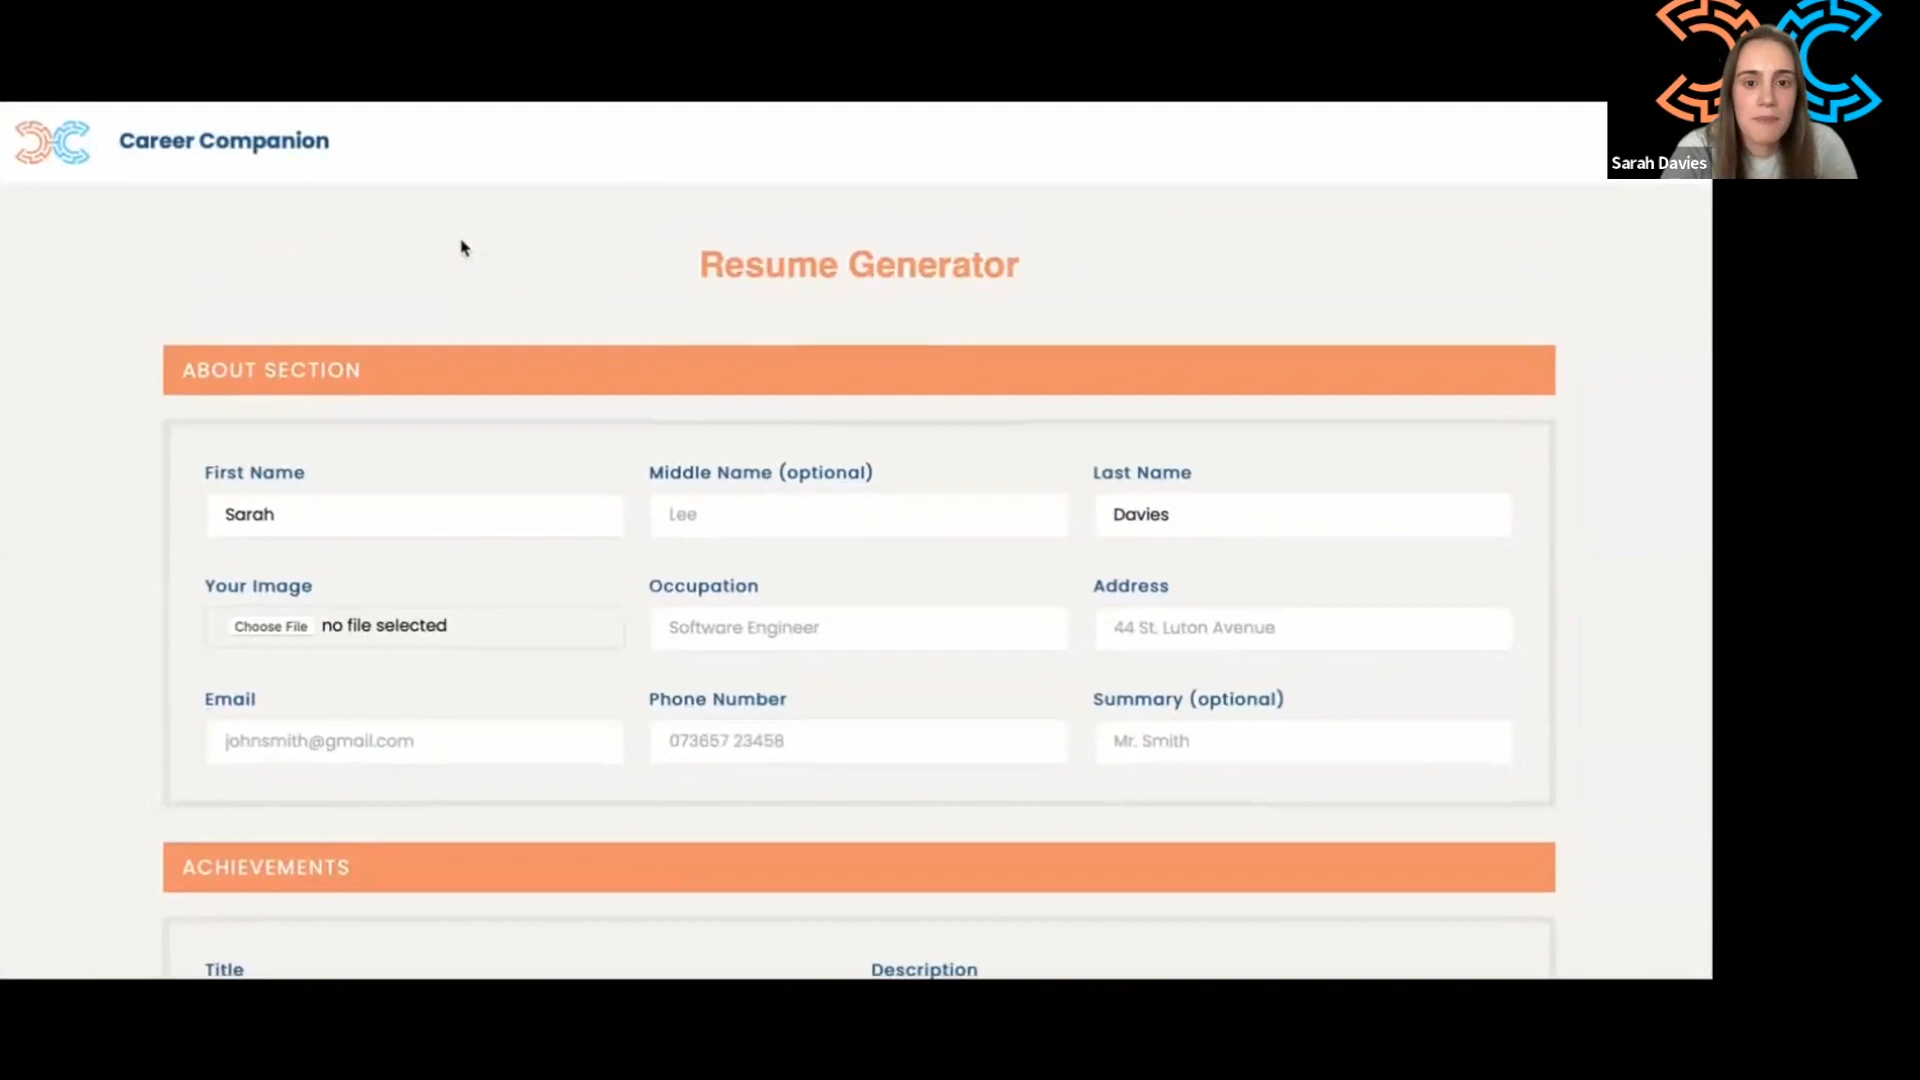 Career Companion
Sarah Davies
Resume Generator
ABOUT SECTION
First Name
Middle Name (optional)
Last Name
Sarah
Lee
Davies
Your Image
Occupation
Address
Choose File no file selected
Software Engineer
44 St. Luton Avenue
Email
Phone Number
Summary (optional)
johnsmith@gmail.com
073657 23458
Mr. Smith
ACHIEVEMENTS
Title
Description